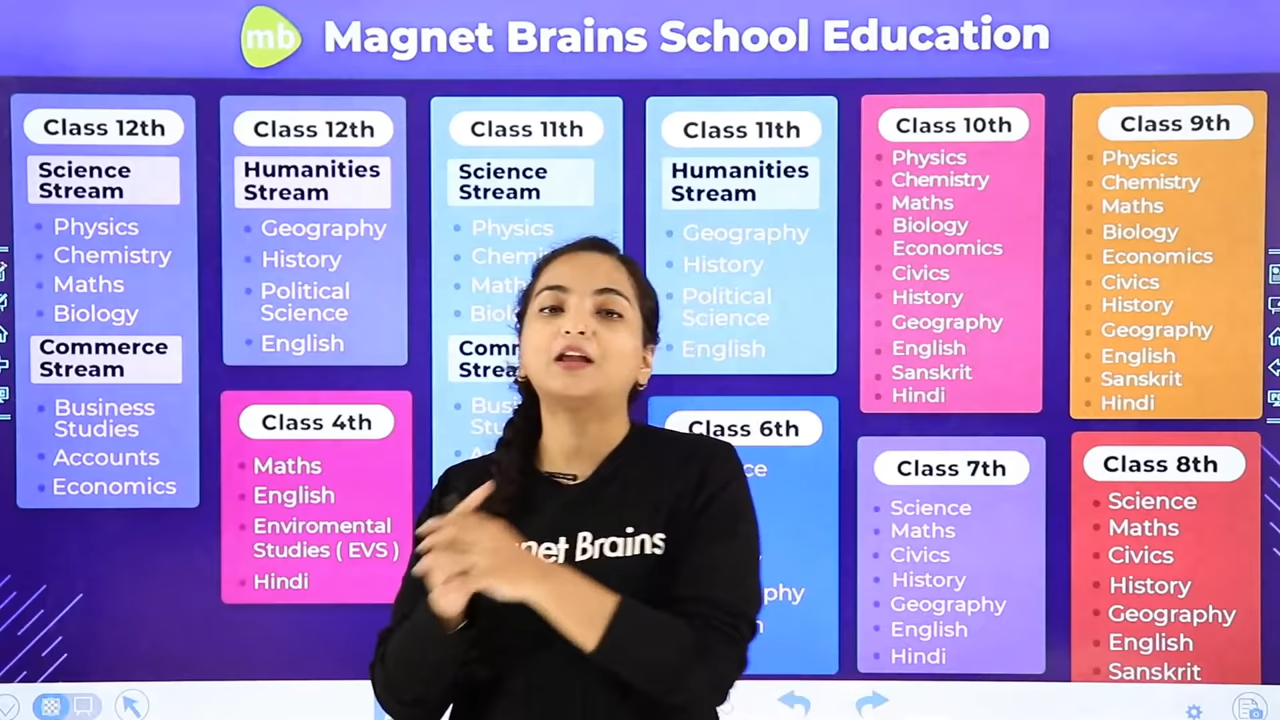 mb Magnet Brains School Education
Class 12th
Science
Stream
Physics
Chemistry
Maths
Biology
Commerce
Stream
Business
Studies
Accounts
Economics
Class 12th
Humanities
Stream
Geography
History
Political
Science
English
Class 4th
Maths
English
Enviromental
Studies ( EVS )
Hindi
Class 11th
Science
Stream
Physics
Class 11th
Humanities
Stream
Geography
History
Political
Science
English
Class 6th
Class 10th
Physics
Chemistry
Maths
Biology
Economics
Civics
History
Geography
English
Sanskrit
Hindi
Class 7th
Science
Maths
Civics
History
Geography
English
Hindi
Class 9th
Physics
Chemistry
Maths
Biology
Economics
Civics
History
Geography
English
Sanskrit
Hindi
Class 8th
Science
Maths
Civics
History
Geography
English
Sanskrit
Brains